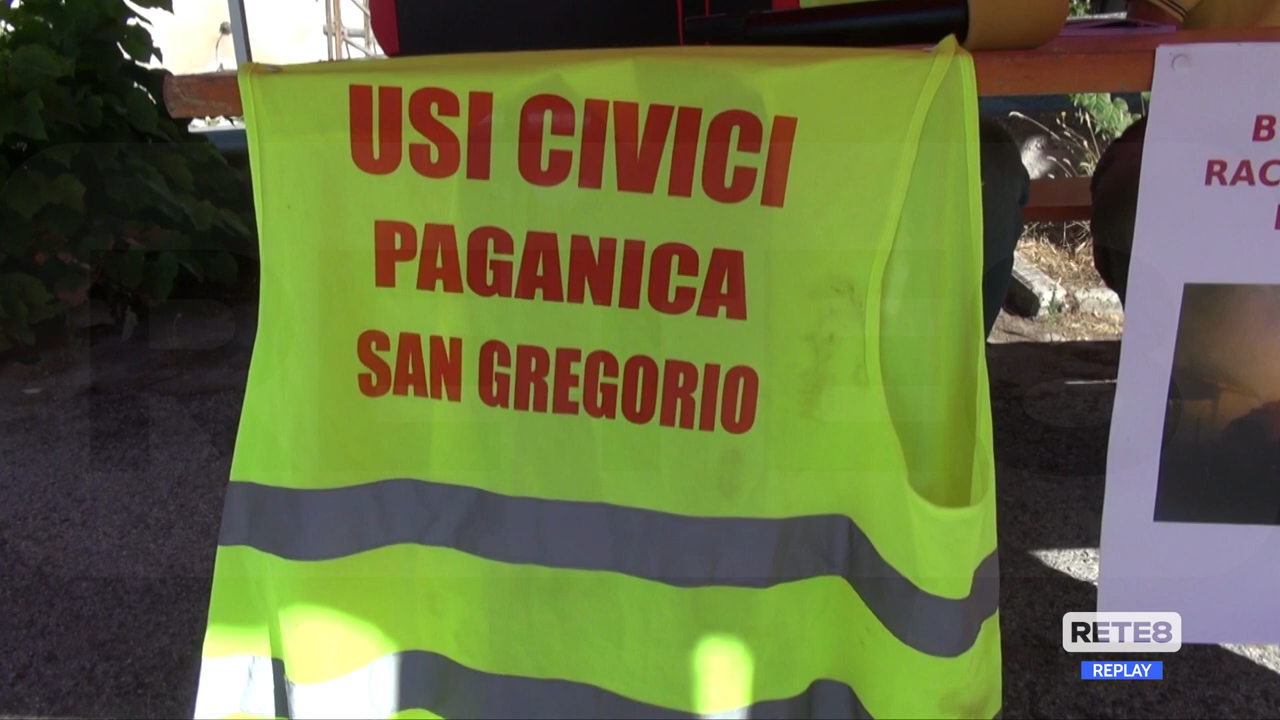 USI CIVICI
PAGANICA
SAN GREGORIO
RETE8
REPLAY